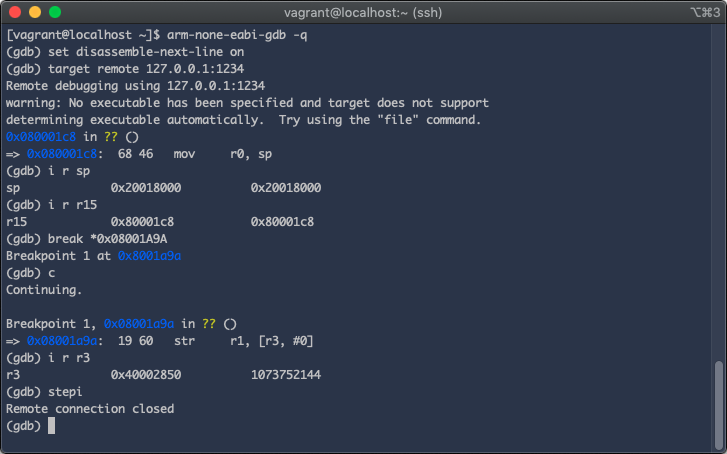 vagrant@localhost:~ (ssh)
⌥⌘3
[vagrant@localhost:~]$ arm-none-eabi-gdb -q
(gdb) set disassemble-next-line on
(gdb) target remote 127.0.0.1:1234
Remote debugging using 127.0.0.1:1234
warning: No executable has been specified and target does not support
determining executable automatically.  Try using the "file" command.
0x080001c8 in ?? ()
=> 0x080001c8:  68 46   mov     r0, sp
(gdb) i r sp
sp             0x20018000          0x20018000
(gdb) i r r15
r15            0x80001c8           0x80001c8
(gdb) break *0x08001A9A
Breakpoint 1 at 0x8001a9a
(gdb) c
Continuing.
Breakpoint 1, 0x08001a9a in ?? ()
=> 0x08001a9a:  19 60   str     r1, [r3, #0]
(gdb) i r r3
r3             0x40002850          1073752144
(gdb) stepi
Remote connection closed
(gdb)